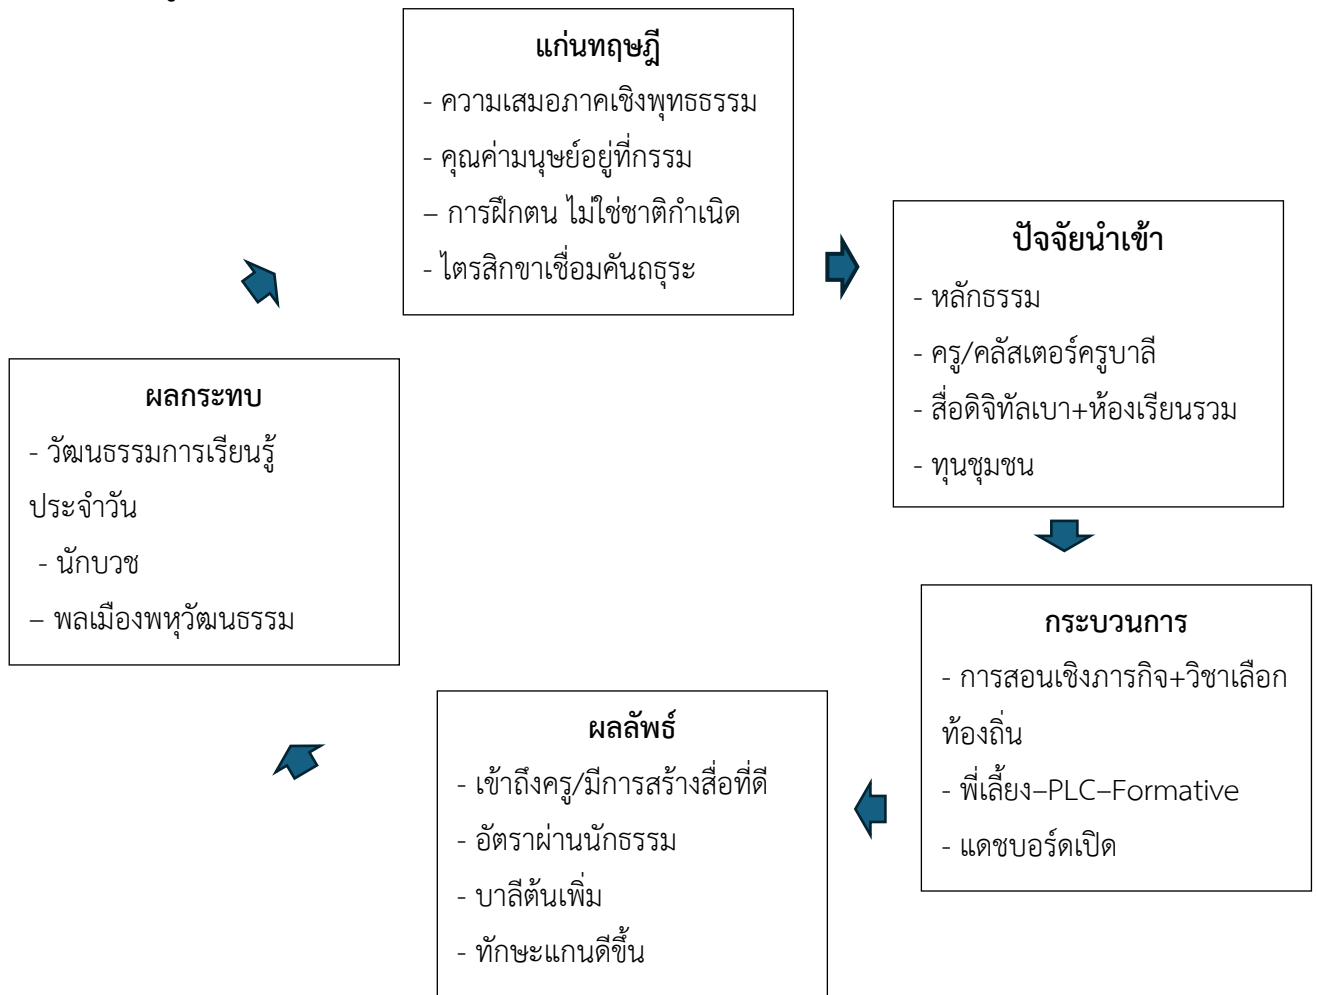 แก่นทฤษฎี
- ความเสมอภาคเชิงพุทธธรรม
- คุณค่ามนุษย์อยู่ที่กรรม
– การฝึกตน ไม่ใช่ชาติกำเนิด
- ไตรสิกขาเชื่อมคันถธุระ
ปัจจัยนำเข้า
- หลักธรรม
- ครู/คลัสเตอร์ครูบาลี
- สื่อดิจิทัลเบา+ห้องเรียนรวม
- ทุนชุมชน
กระบวนการ
- การสอนเชิงภารกิจ+วิชาเลือก
ท้องถิ่น
- พี่เลี้ยง–PLC–Formative
- แดชบอร์ดเปิด
ผลลัพธ์
- เข้าถึงครู/มีการสร้างสื่อที่ดี
- อัตราผ่านนักธรรม
- บาลีต้นเพิ่ม
- ทักษะแกนดีขึ้น
ผลกระทบ
- วัฒนธรรมการเรียนรู้
ประจำวัน
- นักบวช
– พลเมืองพหุวัฒนธรรม